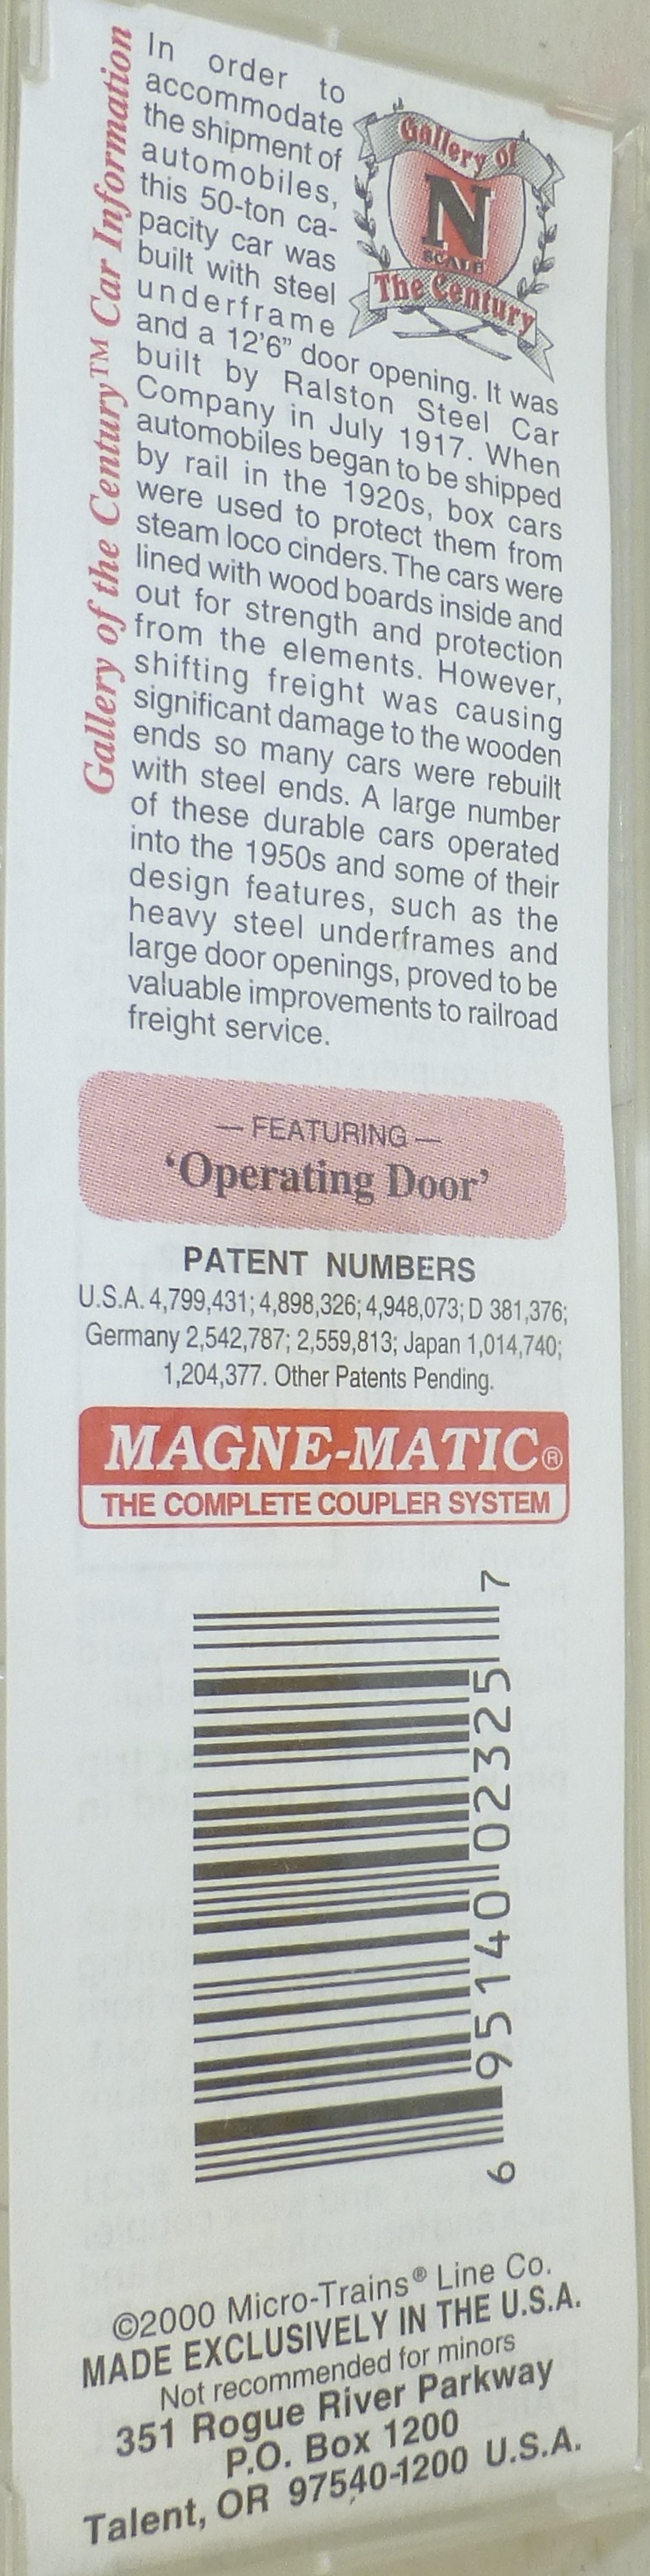 Gallery of the Century™ Car Information
In order to
accommodate
the shipment of
automobiles,
this 50-ton ca-
pacity car was
built with steel
underframe
and a 12'6” door opening. It was
built by Ralston Steel Car
Company in July 1917. When
automobiles began to be shipped
by rail in the 1920s, box cars
were used to protect them from
steam loco cinders. The cars were
lined with wood boards inside and
out for strength and protection
from the elements. However,
shifting freight was causing
significant damage to the wooden
ends so many cars were rebuilt
with steel ends. A large number
of these durable cars operated
into the 1950s and some of their
design features, such as the
heavy steel underframes and
large door openings, proved to be
valuable improvements to railroad
freight service.
Gallery of
N
SCALE
The Century
— FEATURING —
‘Operating Door’
PATENT NUMBERS
U.S.A. 4,799,431; 4,898,326; 4,948,073; D 381,376;
Germany 2,542,787; 2,559,813; Japan 1,014,740;
1,204,377. Other Patents Pending.
MAGNE-MATIC®
THE COMPLETE COUPLER SYSTEM
6 95140 02325 7
©2000 Micro-Trains® Line Co.
MADE EXCLUSIVELY IN THE U.S.A.
Not recommended for minors
351 Rogue River Parkway
P.O. Box 1200
Talent, OR 97540-1200 U.S.A.